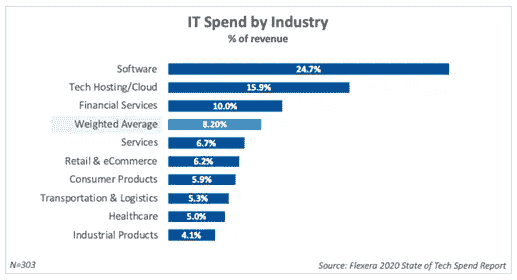 IT Spend by Industry
% of revenue
Software 24.7%
Tech Hosting/Cloud 15.9%
Financial Services 10.0%
Weighted Average 8.20%
Services 6.7%
Retail & eCommerce 6.2%
Consumer Products 5.9%
Transportation & Logistics 5.3%
Healthcare 5.0%
Industrial Products 4.1%
N=303 Source: Flexera 2020 State of Tech Spend Report